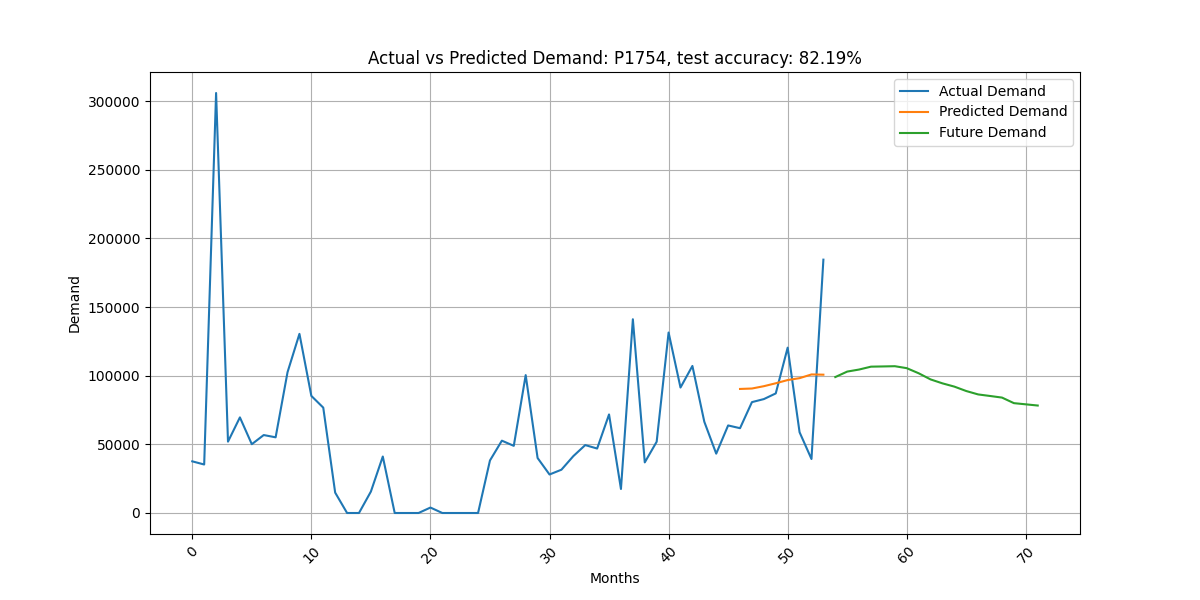 Actual vs Predicted Demand: P1754, test accuracy: 82.19%
Actual Demand
Predicted Demand
Future Demand
300000
250000
200000
150000
100000
50000
0
Demand
0 10 20 30 40 50 60 70
Months